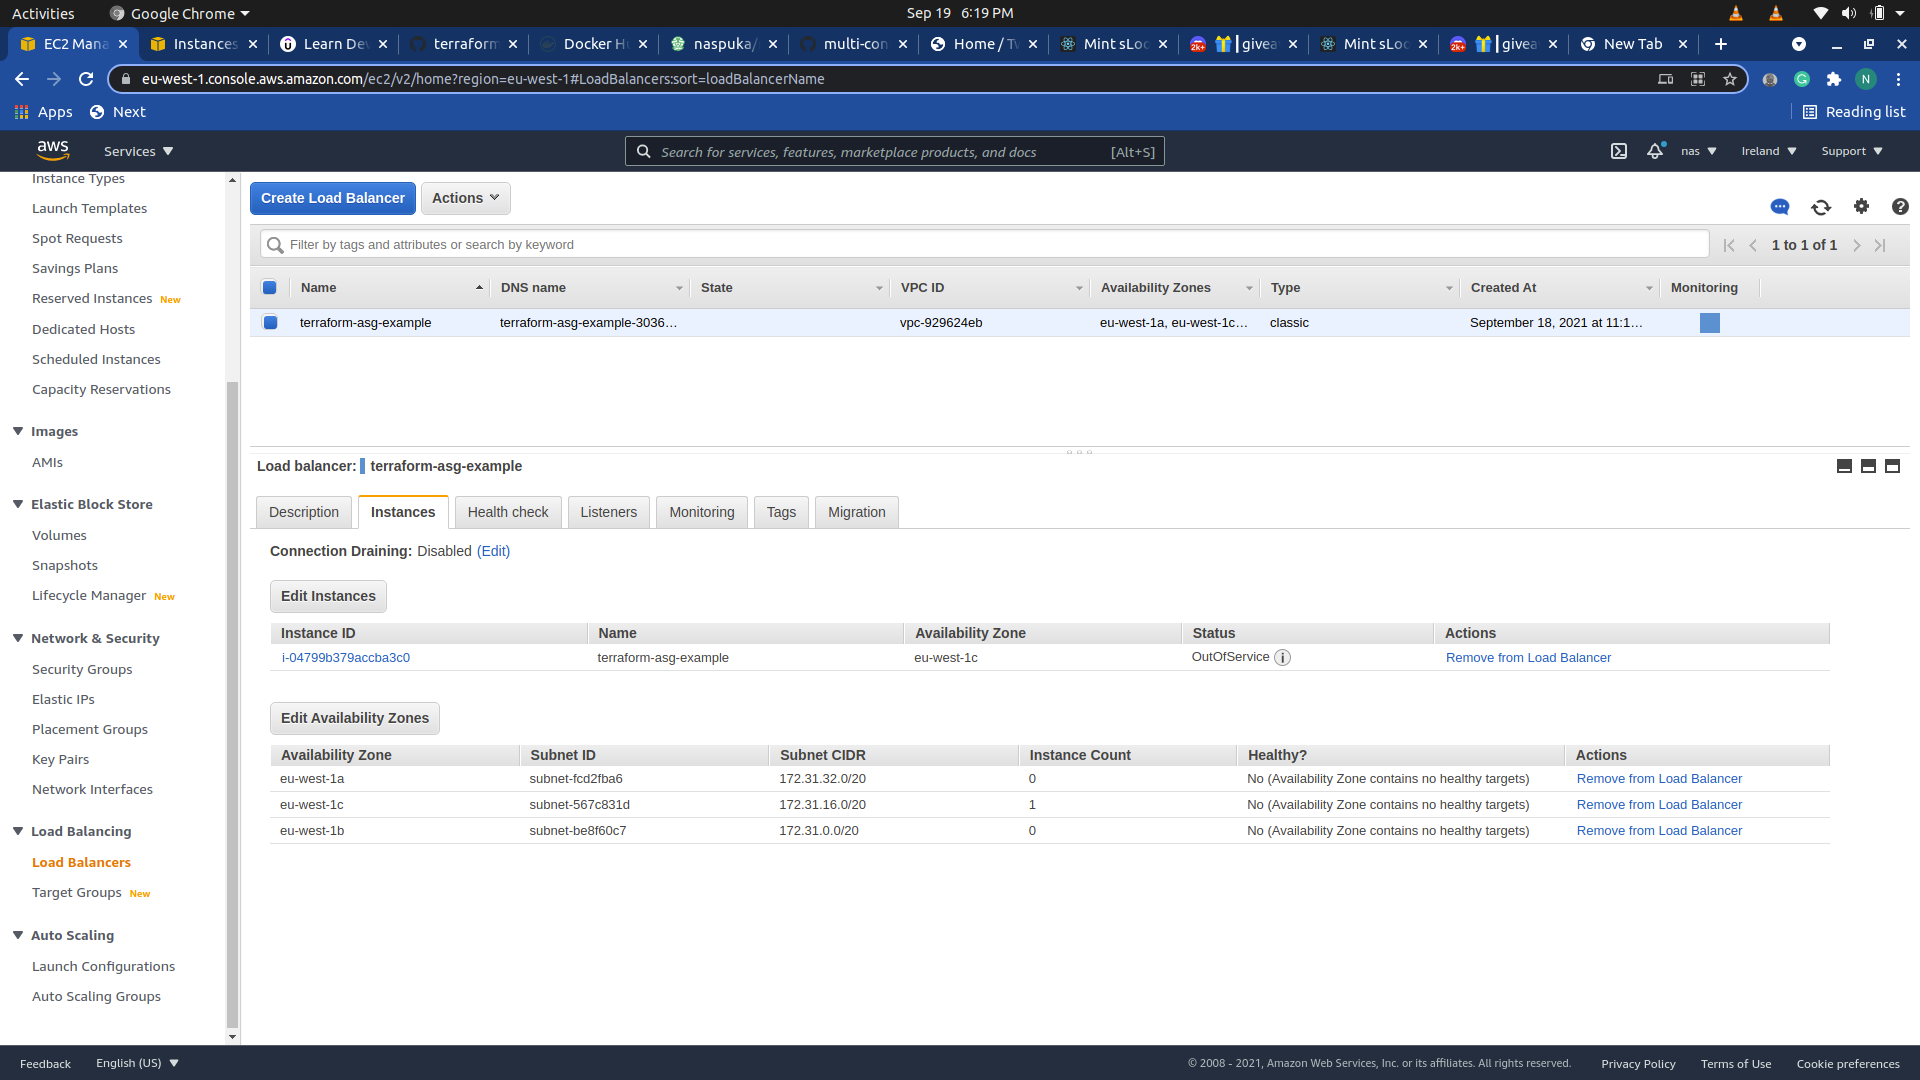 Activities
Google Chrome
Sep 19 6:19 PM
EC2 Mana
Instances
Learn De
terraform
Docker H
naspuka/
multi-con
Home / Tw
Mint sLoc
2k+ givea
Mint sLoc
2k+ givea
New Tab
eu-west-1.console.aws.amazon.com/ec2/v2/home?region=eu-west-1#LoadBalancers:sort=loadBalancerName
N
Apps
Next
Reading list
aws
Services
Search for services, features, marketplace products, and docs [Alt+S]
nas
Ireland
Support
Instance Types
Launch Templates
Spot Requests
Savings Plans
Reserved Instances New
Dedicated Hosts
Scheduled Instances
Capacity Reservations
Images
AMIs
Elastic Block Store
Volumes
Snapshots
Lifecycle Manager New
Network & Security
Security Groups
Elastic IPs
Placement Groups
Key Pairs
Network Interfaces
Load Balancing
Load Balancers
Target Groups New
Auto Scaling
Launch Configurations
Auto Scaling Groups
Create Load Balancer
Actions
Filter by tags and attributes or search by keyword
1 to 1 of 1
Name DNS name State VPC ID Availability Zones Type Created At Monitoring
terraform-asg-example terraform-asg-example-3036... vpc-929624eb eu-west-1a, eu-west-1c... classic September 18, 2021 at 11:1...
Load balancer: terraform-asg-example
Description Instances Health check Listeners Monitoring Tags Migration
Connection Draining: Disabled (Edit)
Edit Instances
Instance ID Name Availability Zone Status Actions
i-04799b379accba3c0 terraform-asg-example eu-west-1c OutOfService i Remove from Load Balancer
Edit Availability Zones
Availability Zone Subnet ID Subnet CIDR Instance Count Healthy? Actions
eu-west-1a subnet-fcd2fba6 172.31.32.0/20 0 No (Availability Zone contains no healthy targets) Remove from Load Balancer
eu-west-1c subnet-567c831d 172.31.16.0/20 1 No (Availability Zone contains no healthy targets) Remove from Load Balancer
eu-west-1b subnet-be8f60c7 172.31.0.0/20 0 No (Availability Zone contains no healthy targets) Remove from Load Balancer
Feedback
English (US)
© 2008 - 2021, Amazon Web Services, Inc. or its affiliates. All rights reserved.
Privacy Policy
Terms of Use
Cookie preferences